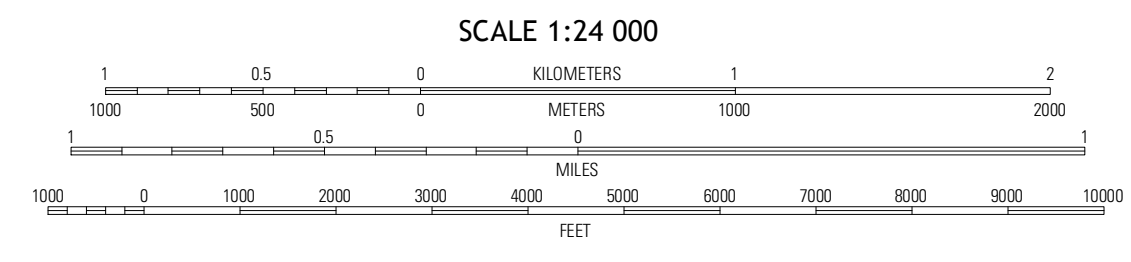 SCALE 1:24 000
1 0.5 0 KILOMETERS 1 2
1000 500 0 METERS 1000 2000
1 0.5 0 1
MILES
1000 0 1000 2000 3000 4000 5000 6000 7000 8000 9000 10000
FEET